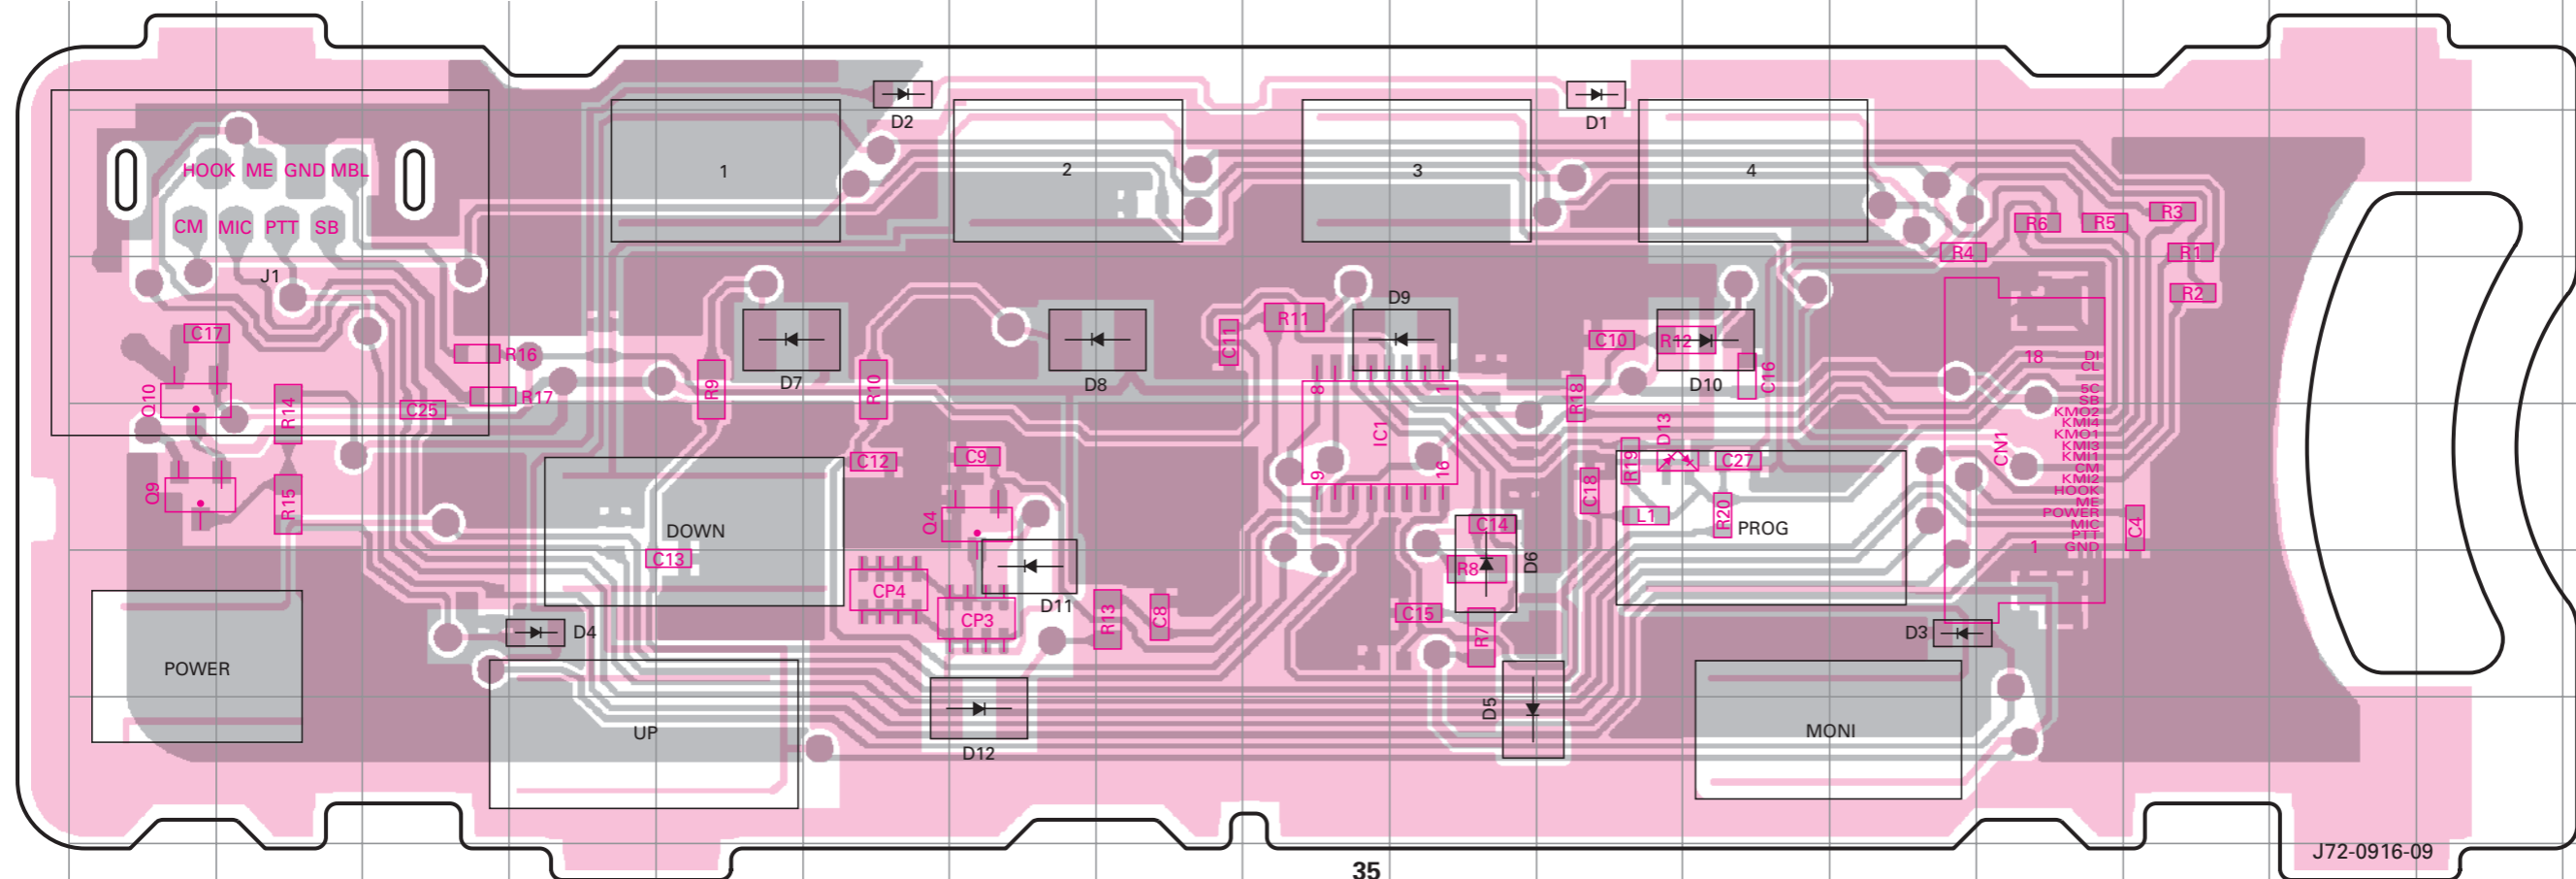 D2
D1
1
2
3
4
HOOK ME GND MBL
CM MIC PTT SB
J1
R6
R5
R3
R4
R1
R2
C17
R16
R17
Q10
R14
C25
R9
D7
R10
D8
C11
R11
D9
C10
R12
D10
C16
R18
8
1
IC1
9
16
D13
R19
C27
C18
L1
R20
PROG
CN1
18
DI
CL
5C
SB
KMO2
KMI4
KMO1
KMI3
KMI1
CM
KMI2
HOOK
ME
POWER
MIC
PTT
1 GND
C4
Q9
R15
DOWN
C13
C12
C9
Q4
CP4
CP3
D11
R13
C8
C14
R8
D6
C15
R7
D5
D3
D4
POWER
UP
D12
MONI
J72-0916-09
35